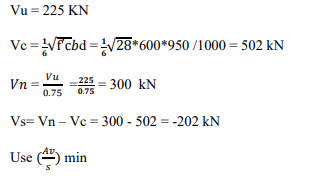 Vu = 225 KN
Vc = 1/6 √f'c bd = 1/6 √28*600*950 /1000 = 502 kN
Vn = Vu/0.75 = 225/0.75 = 300 kN
Vs= Vn – Vc = 300 - 502 = -202 kN
Use (Av/s) min